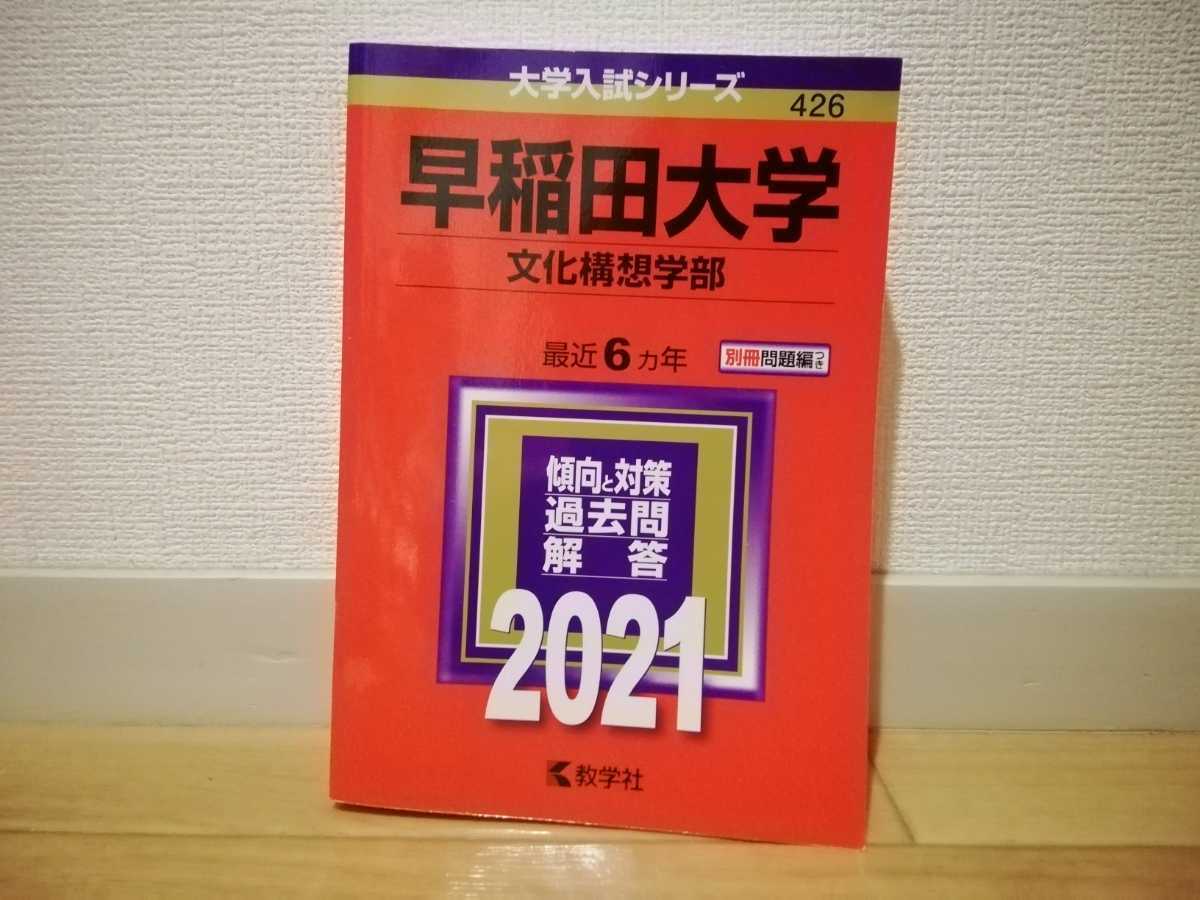 大学入試シリーズ
426
早稲田大学
文化構想学部
最近6ヵ年
別冊問題編つき
傾向と対策
過去問
解答
2021
教学社